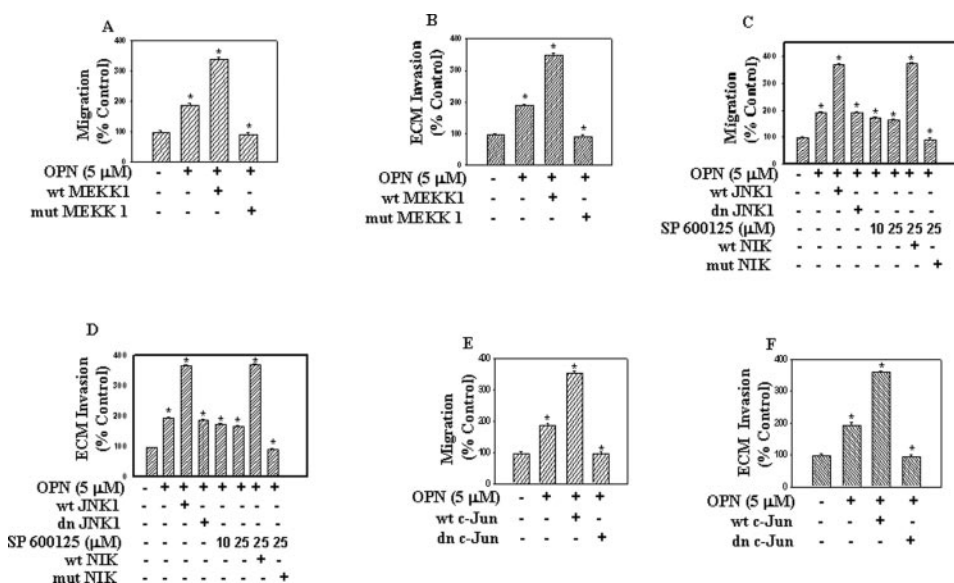 A
Migration
(% Control)
400
300
200
100
0
* * *
OPN (5 μM) - + + +
wt MEKK1 - - + -
mut MEKK 1 - - - +
B
ECM Invasion
(% Control)
400
300
200
100
0
* * *
OPN (5 μM) - + + +
wt MEKK1 - - + -
mut MEKK 1 - - - +
C
Migration
(% Control)
400
300
200
100
0
* * * * * * *
OPN (5 μM) - + + + + + + +
wt JNK1 - - + - - - - -
dn JNK1 - - - + - - - -
SP 600125 (μM) - - - - 10 25 25 25
wt NIK - - - - - - + -
mut NIK - - - - - - - +
D
ECM Invasion
(% Control)
400
300
200
100
0
* * * * * * *
OPN (5 μM) - + + + + + + +
wt JNK1 - - + - - - - -
dn JNK1 - - - + - - - -
SP 600125 (μM) - - - - 10 25 25 25
wt NIK - - - - - - + -
mut NIK - - - - - - - +
E
Migration
(% Control)
400
300
200
100
0
* * *
OPN (5 μM) - + + +
wt c-Jun - - + -
dn c-Jun - - - +
F
ECM Invasion
(% Control)
400
300
200
100
0
* * *
OPN (5 μM) - + + +
wt c-Jun - - + -
dn c-Jun - - - +